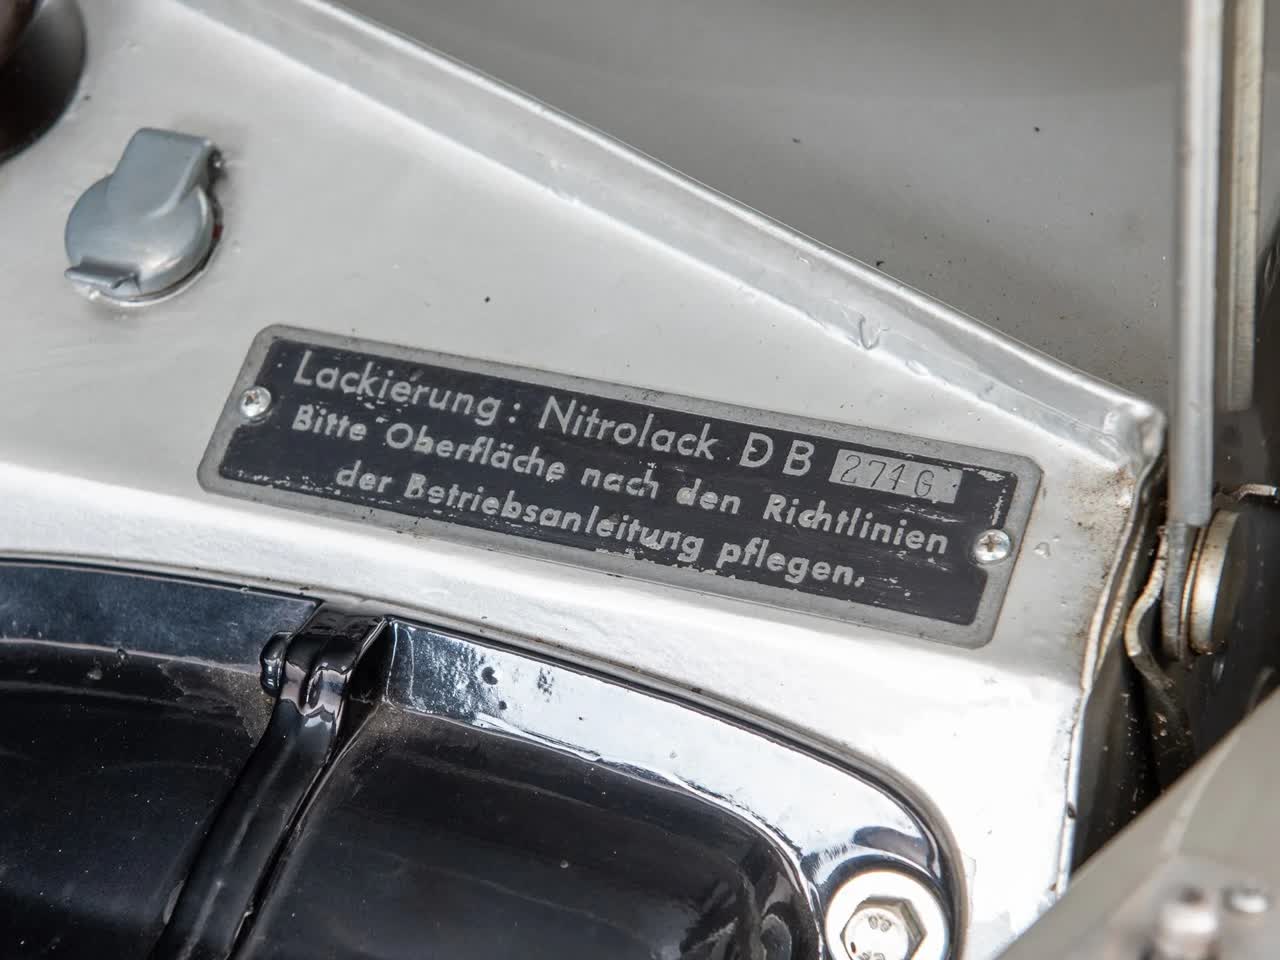 Lackierung: Nitrolack DB 274G
Bitte Oberfläche nach den Richtlinien
der Betriebsanleitung pflegen.